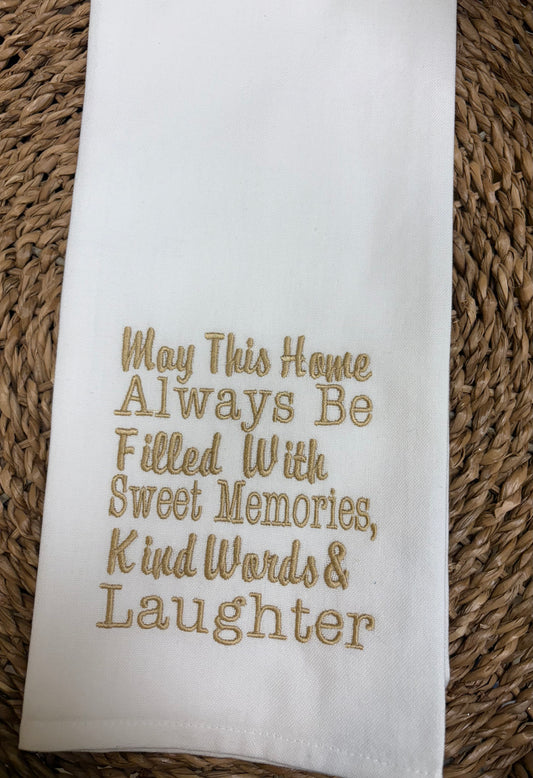 May This Home
Always Be
Filled With
Sweet Memories,
Kind Words &
Laughter